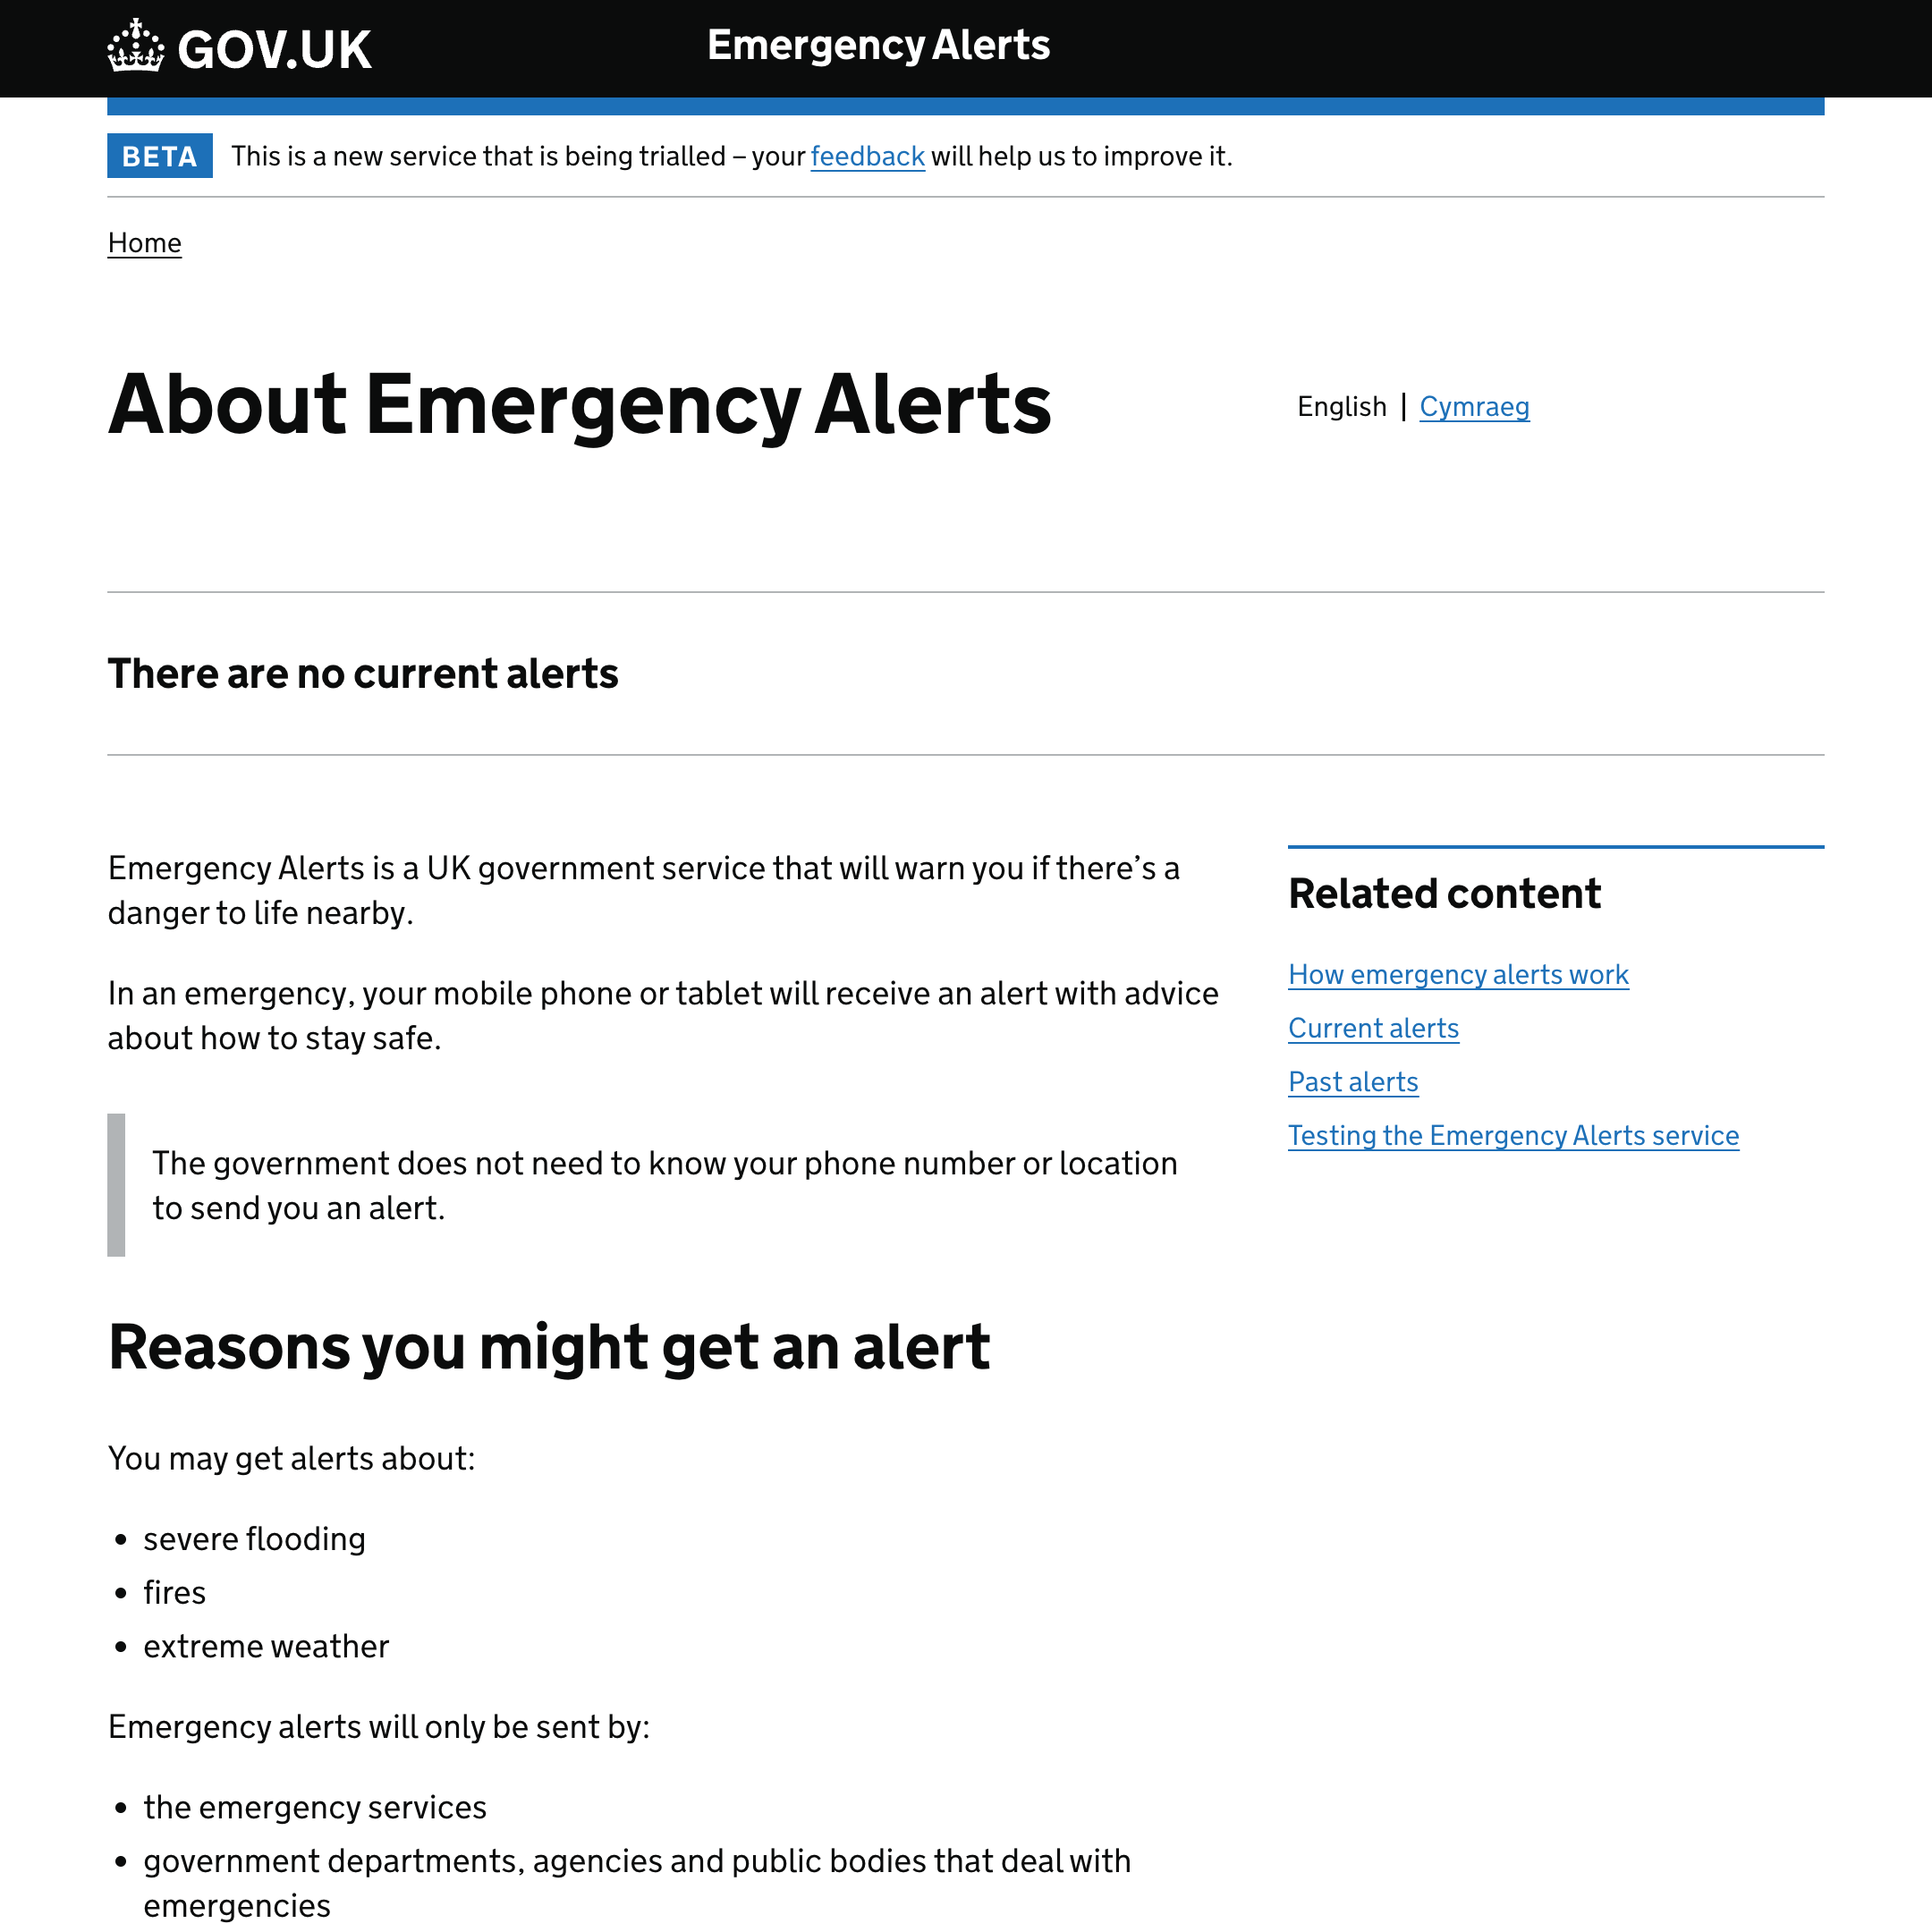 GOV.UK
Emergency Alerts
BETA This is a new service that is being trialled – your feedback will help us to improve it.
Home
About Emergency Alerts
English | Cymraeg
There are no current alerts
Emergency Alerts is a UK government service that will warn you if there’s a
danger to life nearby.
In an emergency, your mobile phone or tablet will receive an alert with advice
about how to stay safe.
The government does not need to know your phone number or location
to send you an alert.
Related content
How emergency alerts work
Current alerts
Past alerts
Testing the Emergency Alerts service
Reasons you might get an alert
You may get alerts about:
• severe flooding
• fires
• extreme weather
Emergency alerts will only be sent by:
• the emergency services
• government departments, agencies and public bodies that deal with
emergencies